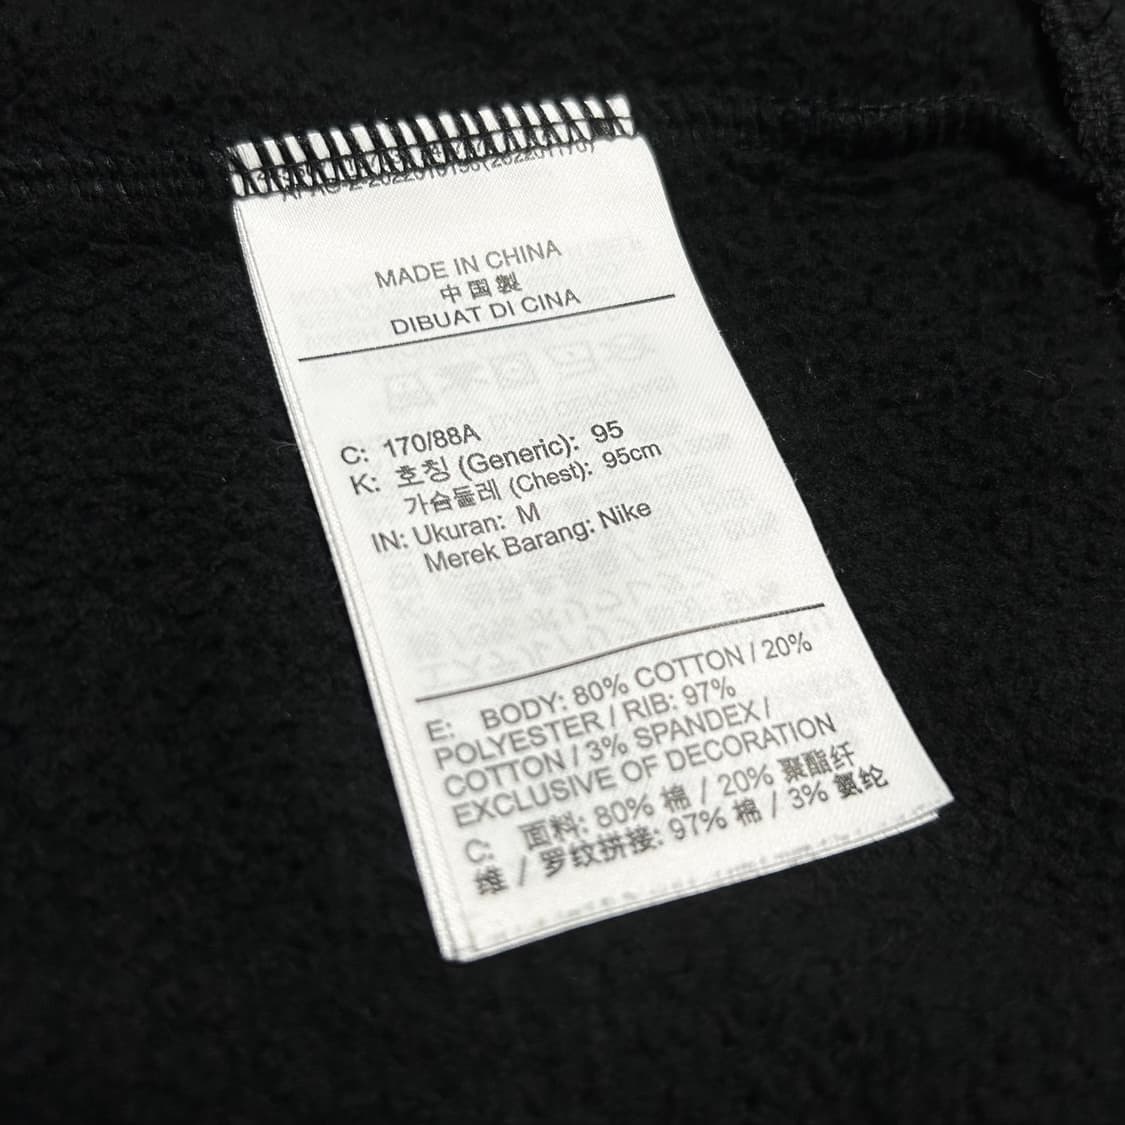 MADE IN CHINA
中国製
DIBUAT DI CINA
C: 170/88A
K: 호칭 (Generic): 95
가슴둘레 (Chest): 95cm
IN: Ukuran: M
Merek Barang: Nike
E: BODY: 80% COTTON / 20%
POLYESTER / RIB: 97%
COTTON / 3% SPANDEX /
EXCLUSIVE OF DECORATION
C: 面料: 80% 棉 / 20% 聚酯纤
维 / 罗纹拼接: 97% 棉 / 3% 氨纶